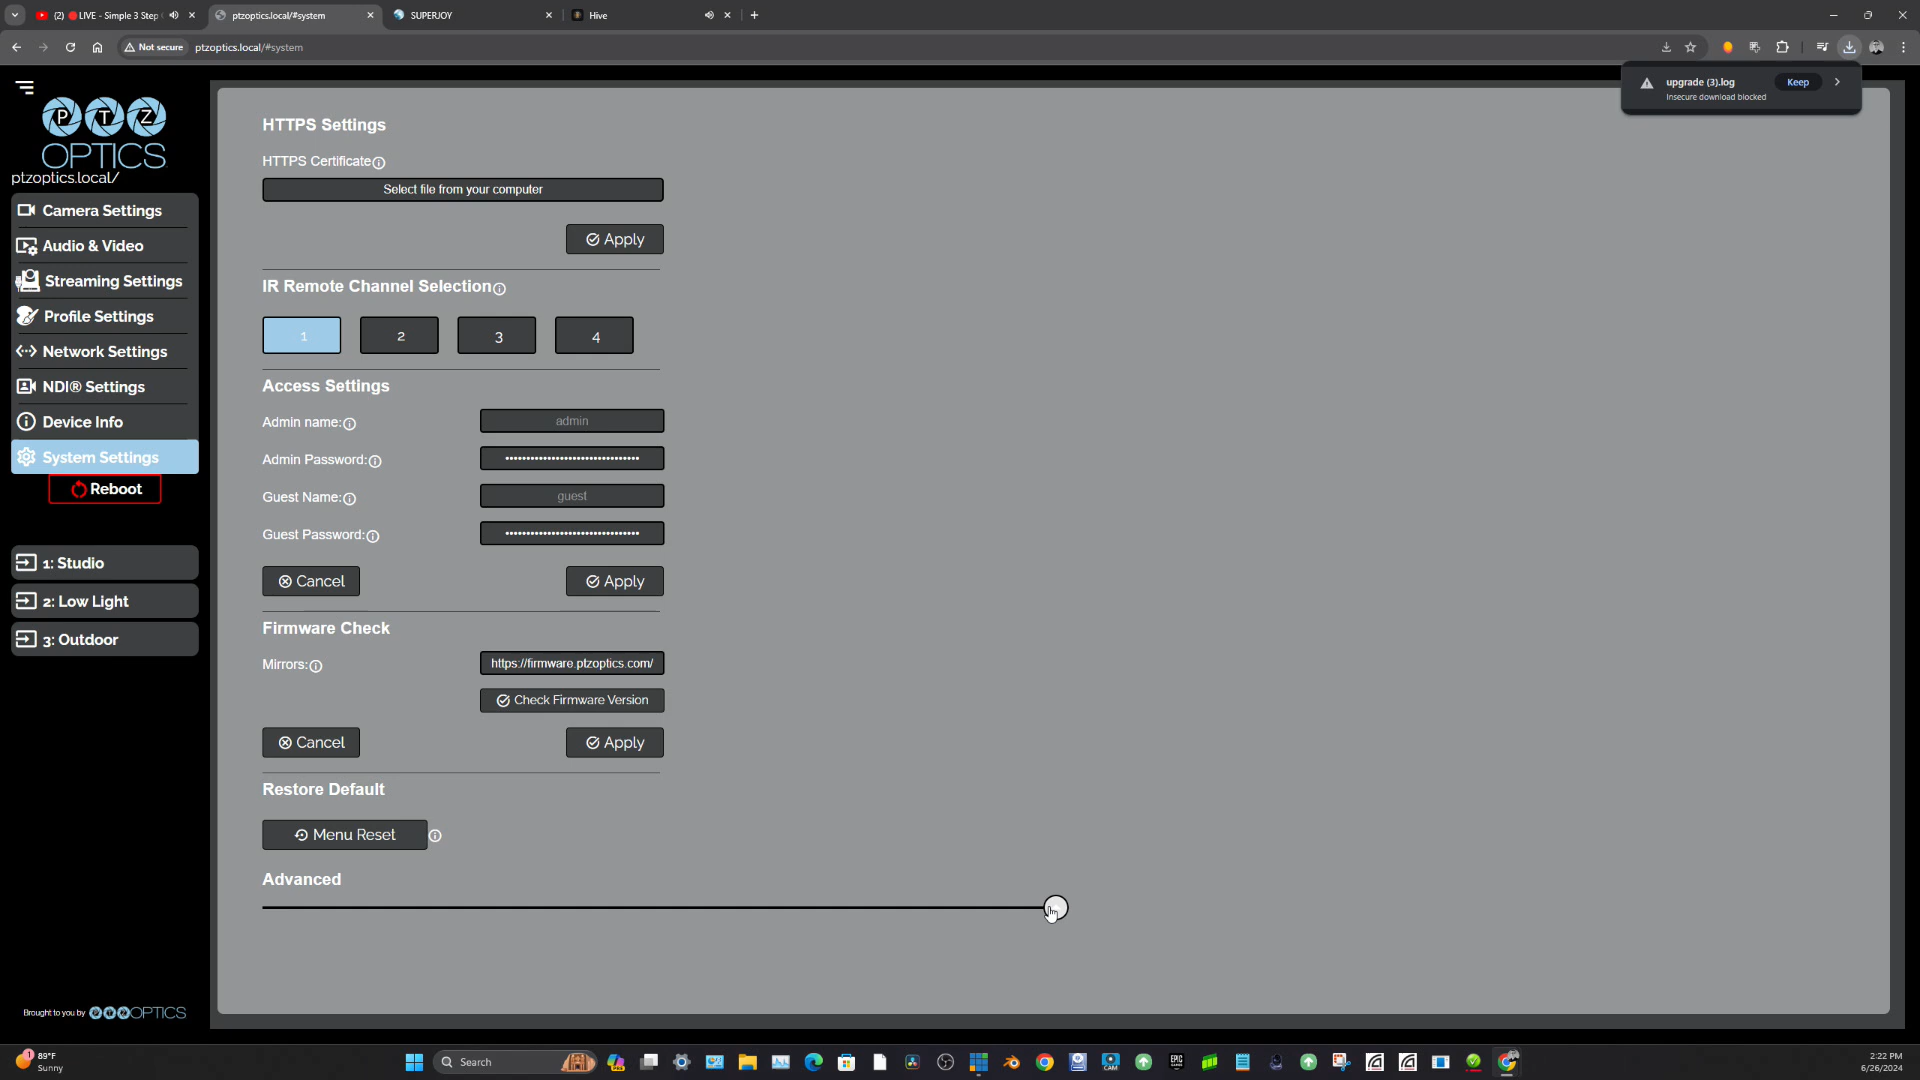 (2) 🔴LIVE - Simple 3 Step
ptzoptics.local/#system
SUPERJOY
Hive
Not secure
ptzoptics.local/#system
upgrade (3).log
Keep
Insecure download blocked
PTZ
OPTICS
ptzoptics.local/
Camera Settings
Audio & Video
Streaming Settings
Profile Settings
Network Settings
NDI® Settings
Device Info
System Settings
Reboot
1: Studio
2: Low Light
3: Outdoor
Brought to you by PTZOPTICS
HTTPS Settings
HTTPS Certificate
Select file from your computer
Apply
IR Remote Channel Selection
1 2 3 4
Access Settings
Admin name: admin
Admin Password:
Guest Name: guest
Guest Password:
Cancel Apply
Firmware Check
Mirrors: https://firmware.ptzoptics.com/
Check Firmware Version
Cancel Apply
Restore Default
Menu Reset
Advanced
1
89°F
Sunny
Search
2:22 PM
6/26/2024